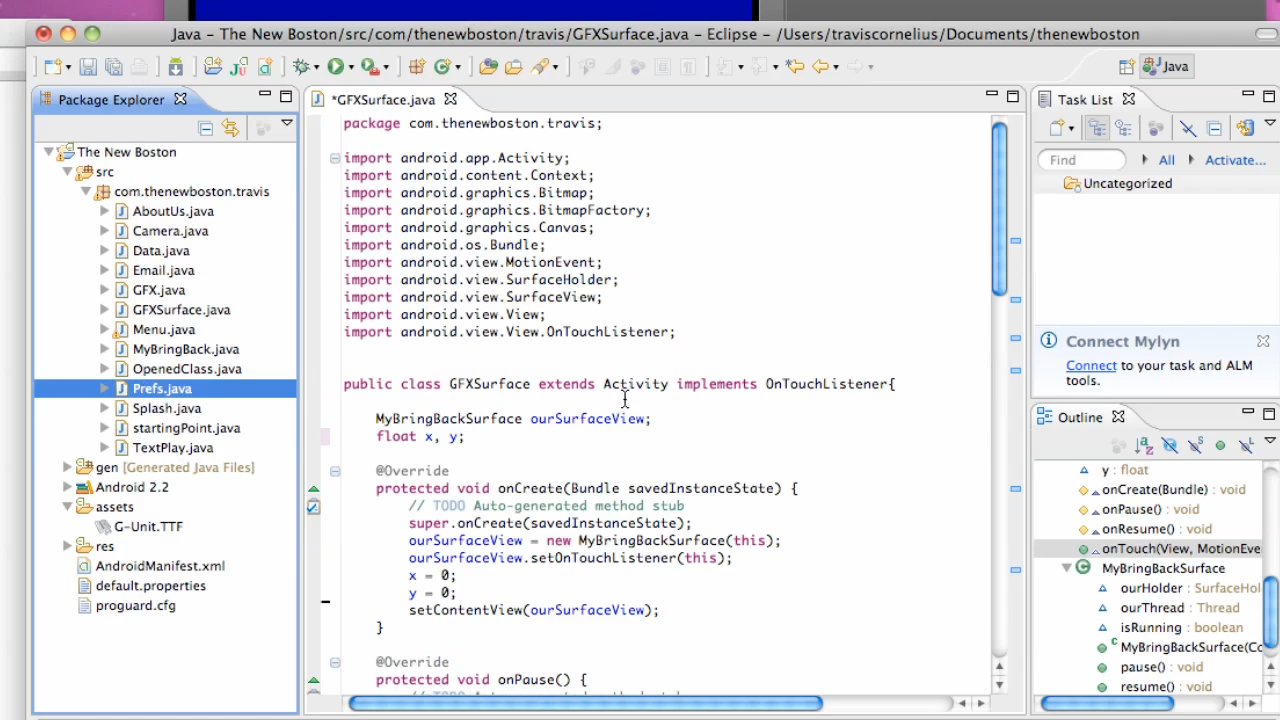 Java – The New Boston/src/com/thenewboston/travis/GFXSurface.java – Eclipse – /Users/traviscornelius/Documents/thenewboston
Java
Package Explorer
The New Boston
src
com.thenewboston.travis
AboutUs.java
Camera.java
Data.java
Email.java
GFX.java
GFXSurface.java
Menu.java
MyBringBack.java
OpenedClass.java
Prefs.java
Splash.java
startingPoint.java
TextPlay.java
gen [Generated Java Files]
Android 2.2
assets
G-Unit.TTF
res
AndroidManifest.xml
default.properties
proguard.cfg
*GFXSurface.java
package com.thenewboston.travis;
import android.app.Activity;
import android.content.Context;
import android.graphics.Bitmap;
import android.graphics.BitmapFactory;
import android.graphics.Canvas;
import android.os.Bundle;
import android.view.MotionEvent;
import android.view.SurfaceHolder;
import android.view.SurfaceView;
import android.view.View;
import android.view.View.OnTouchListener;
public class GFXSurface extends Activity implements OnTouchListener{
MyBringBackSurface ourSurfaceView;
float x, y;
@Override
protected void onCreate(Bundle savedInstanceState) {
// TODO Auto-generated method stub
super.onCreate(savedInstanceState);
ourSurfaceView = new MyBringBackSurface(this);
ourSurfaceView.setOnTouchListener(this);
x = 0;
y = 0;
setContentView(ourSurfaceView);
}
@Override
protected void onPause() {
Task List
Find
All
Activate...
Uncategorized
Connect Mylyn
Connect to your task and ALM
tools.
Outline
y : float
onCreate(Bundle) : void
onPause() : void
onResume() : void
onTouch(View, MotionEve
MyBringBackSurface
ourHolder : SurfaceHol
ourThread : Thread
isRunning : boolean
MyBringBackSurface(Co
pause() : void
resume() : void